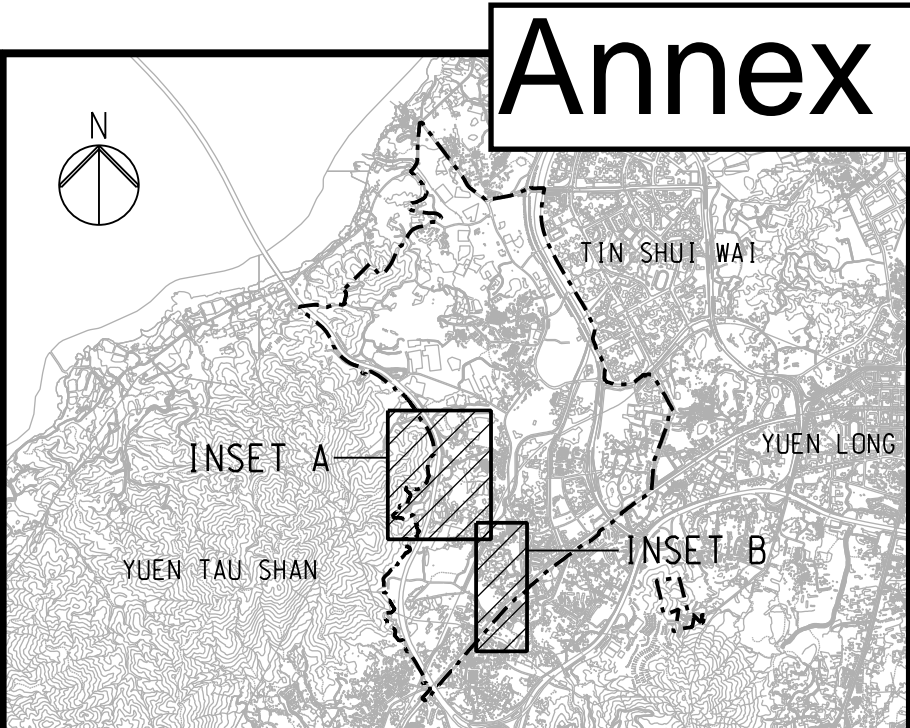 Annex
N
TIN SHUI WAI
YUEN LONG
INSET A
INSET B
YUEN TAU SHAN